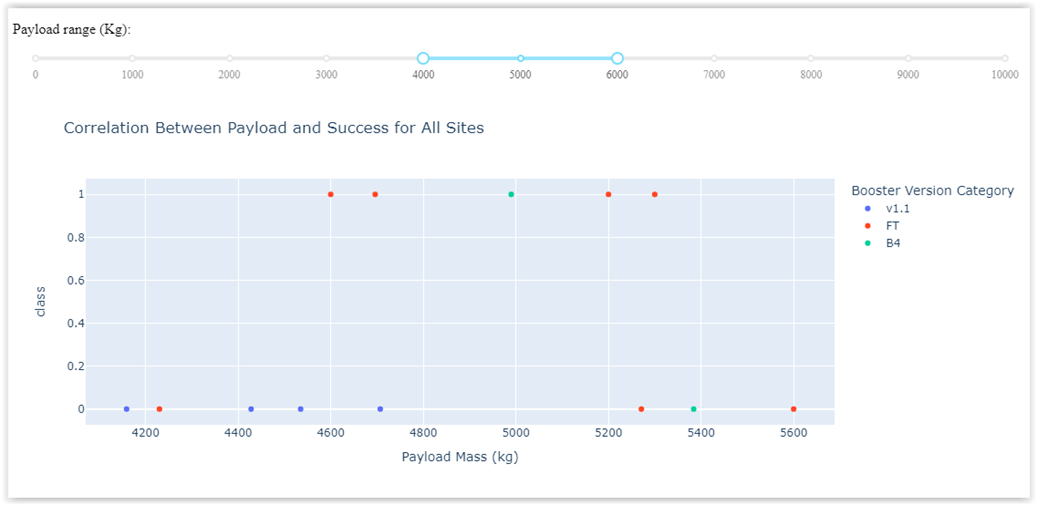 Payload range (Kg):
0 1000 2000 3000 4000 5000 6000 7000 8000 9000 10000
Correlation Between Payload and Success for All Sites
Booster Version Category
v1.1
FT
B4
1
0.8
0.6
0.4
0.2
0
class
4200 4400 4600 4800 5000 5200 5400 5600
Payload Mass (kg)